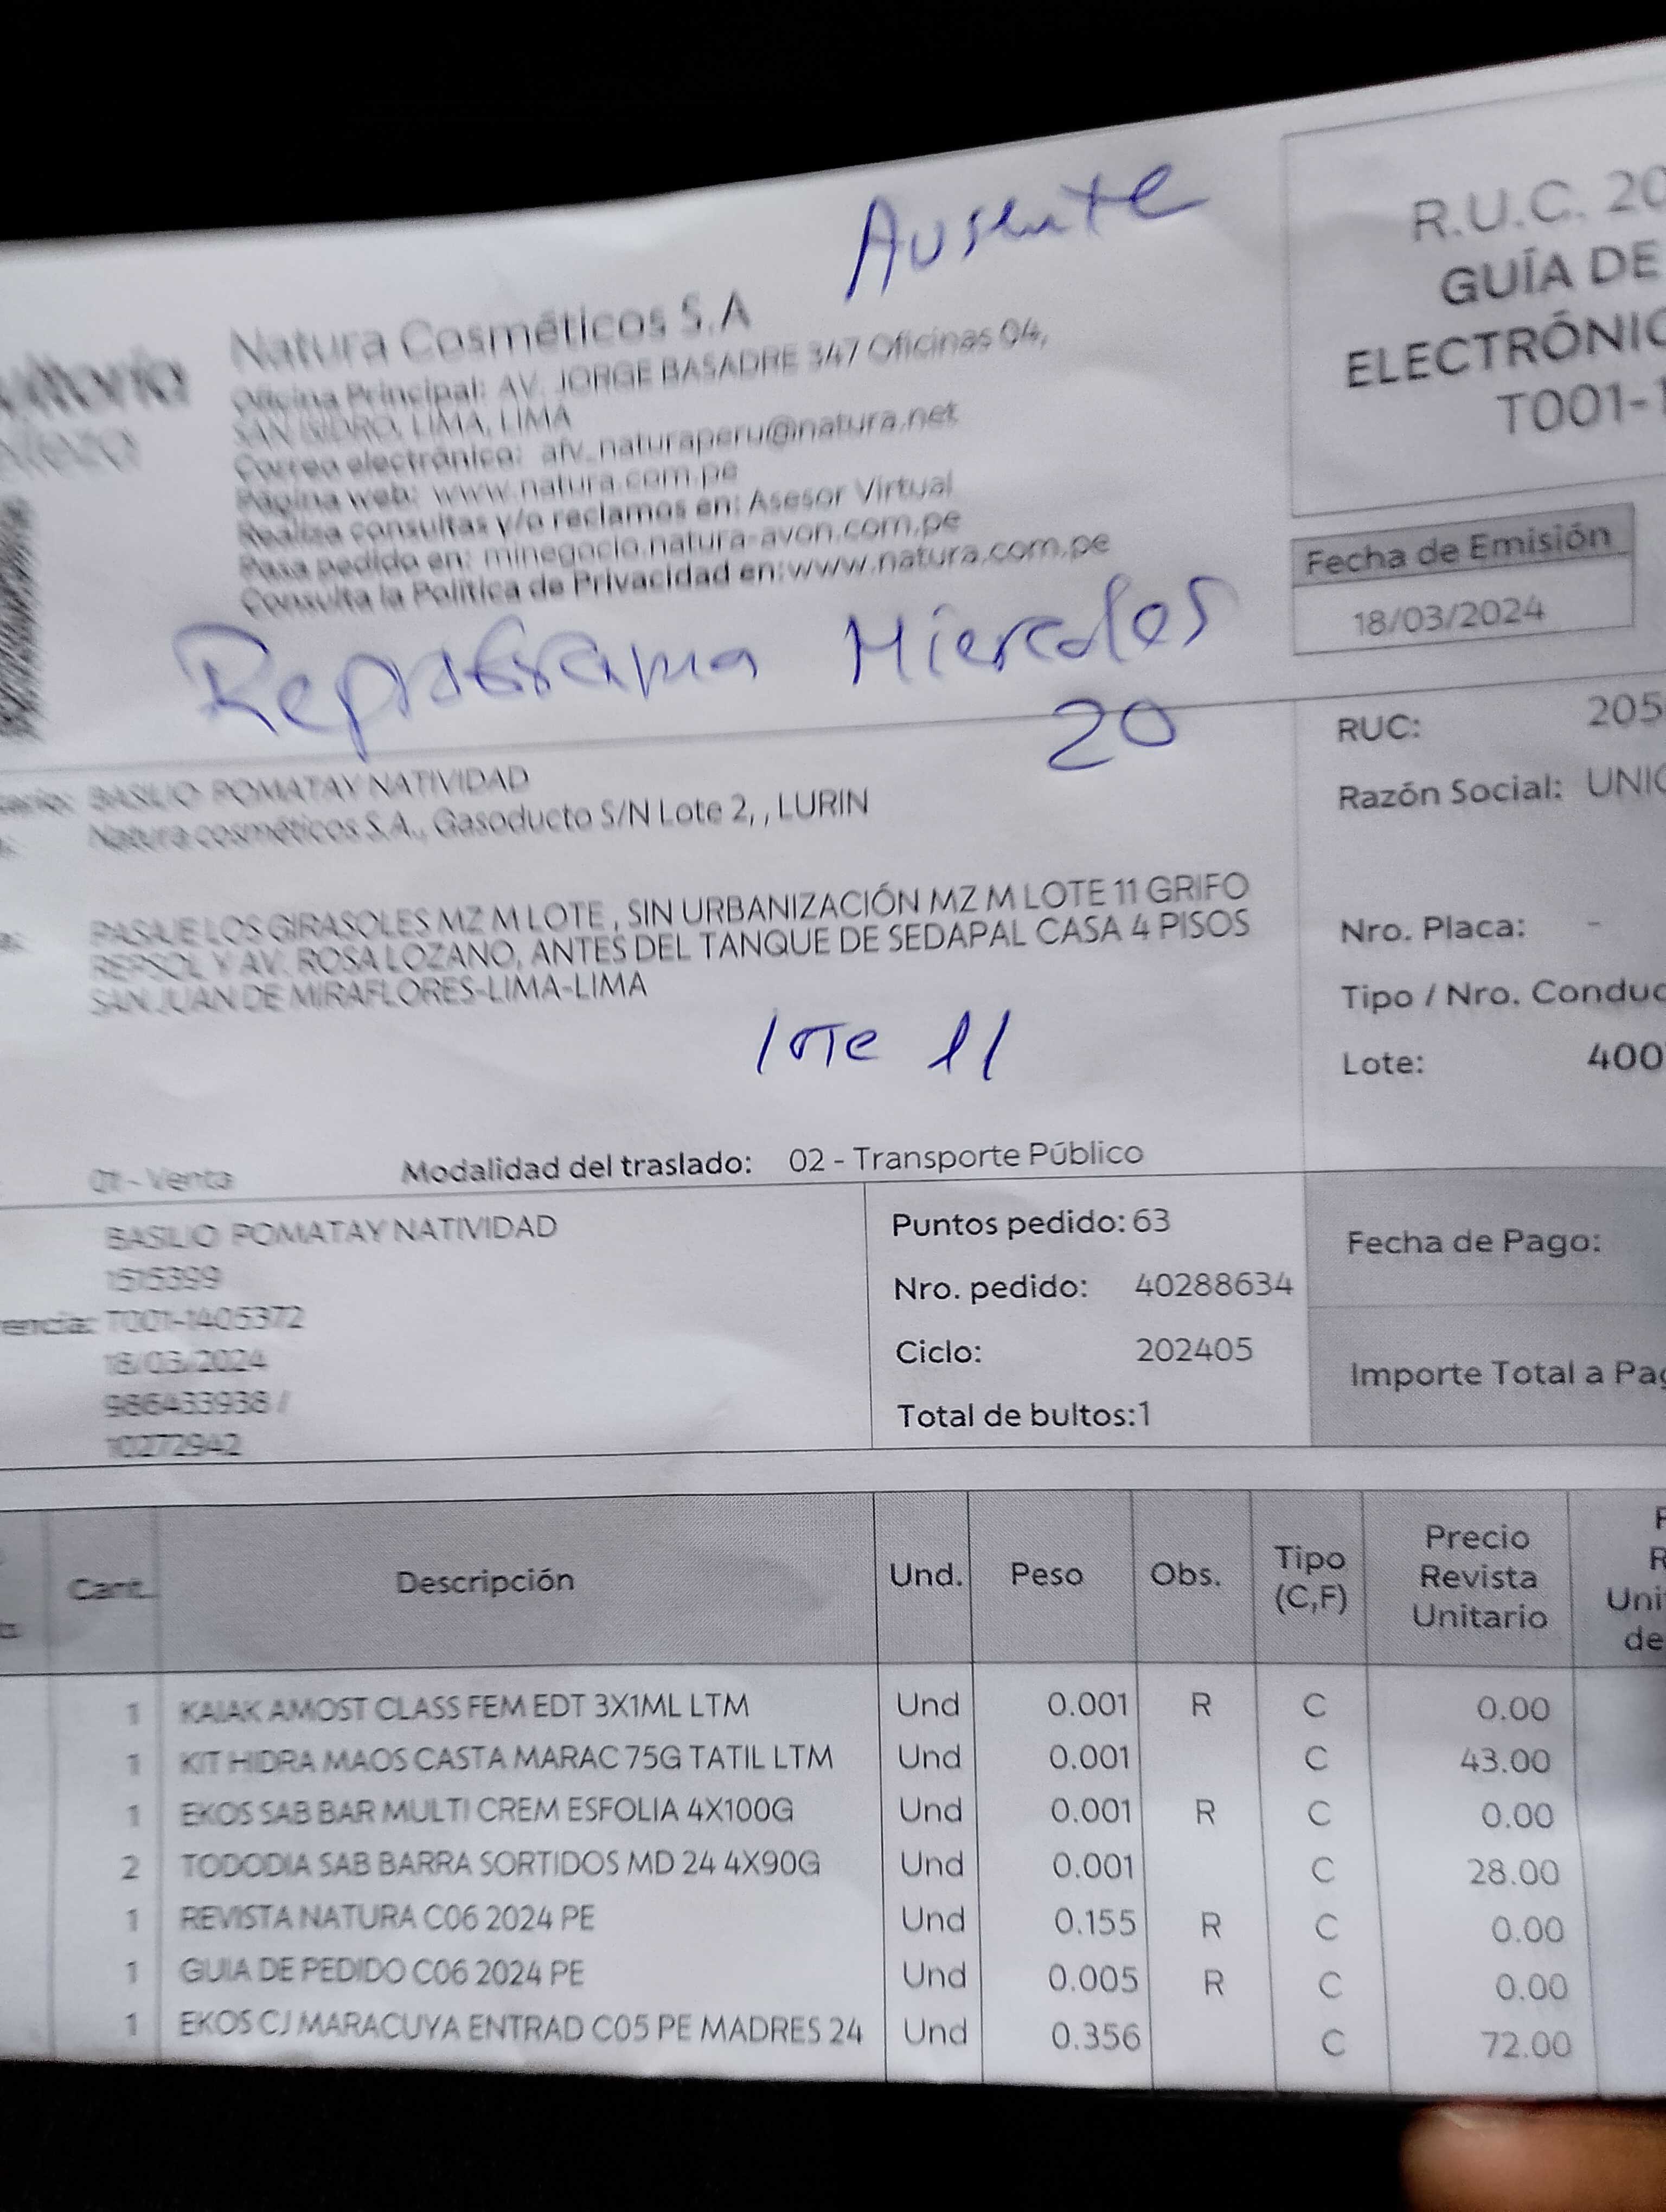 Ausente
R.U.C. 20
GUÍA DE
ELECTRÓNIC
T001-1
Natura Cosméticos S.A
Oficina Principal: AV. JORGE BASADRE 347 Oficinas 04,
SAN ISIDRO, LIMA, LIMA
Correo electrónico: afv_naturaperu@natura.net
Página web: www.natura.com.pe
Realiza consultas y/o reclamos en: Asesor Virtual
Pasa pedido en: minegocio.natura-avon.com.pe
Consulta la Política de Privacidad en:www.natura.com.pe
Fecha de Emisión
18/03/2024
Reprograma Miercoles
20
BASILIO POMATAY NATIVIDAD
Natura cosméticos S.A., Gasoducto S/N Lote 2, , LURIN
PASAJE LOS GIRASOLES MZ M LOTE , SIN URBANIZACIÓN MZ M LOTE 11 GRIFO
REPSOL Y AV. ROSA LOZANO, ANTES DEL TANQUE DE SEDAPAL CASA 4 PISOS
SAN JUAN DE MIRAFLORES-LIMA-LIMA
lote 11
RUC: 205
Razón Social: UNIC
Nro. Placa: -
Tipo / Nro. Conduc
Lote: 400
01 - Venta Modalidad del traslado: 02 - Transporte Público
BASILIO POMATAY NATIVIDAD
1515399
rencia: T001-1405372
18/03/2024
986433938 /
10272942
Puntos pedido: 63
Nro. pedido: 40288634
Ciclo: 202405
Total de bultos:1
Fecha de Pago:
Importe Total a Pag
Cant. Descripción Und. Peso Obs. Tipo (C,F) Precio Revista Unitario
1 KAIAK AMOST CLASS FEM EDT 3X1ML LTM Und 0.001 R C 0.00
1 KIT HIDRA MAOS CASTA MARAC 75G TATIL LTM Und 0.001 C 43.00
1 EKOS SAB BAR MULTI CREM ESFOLIA 4X100G Und 0.001 R C 0.00
2 TODODIA SAB BARRA SORTIDOS MD 24 4X90G Und 0.001 C 28.00
1 REVISTA NATURA C06 2024 PE Und 0.155 R C 0.00
1 GUIA DE PEDIDO C06 2024 PE Und 0.005 R C 0.00
1 EKOS CJ MARACUYA ENTRAD C05 PE MADRES 24 Und 0.356 C 72.00